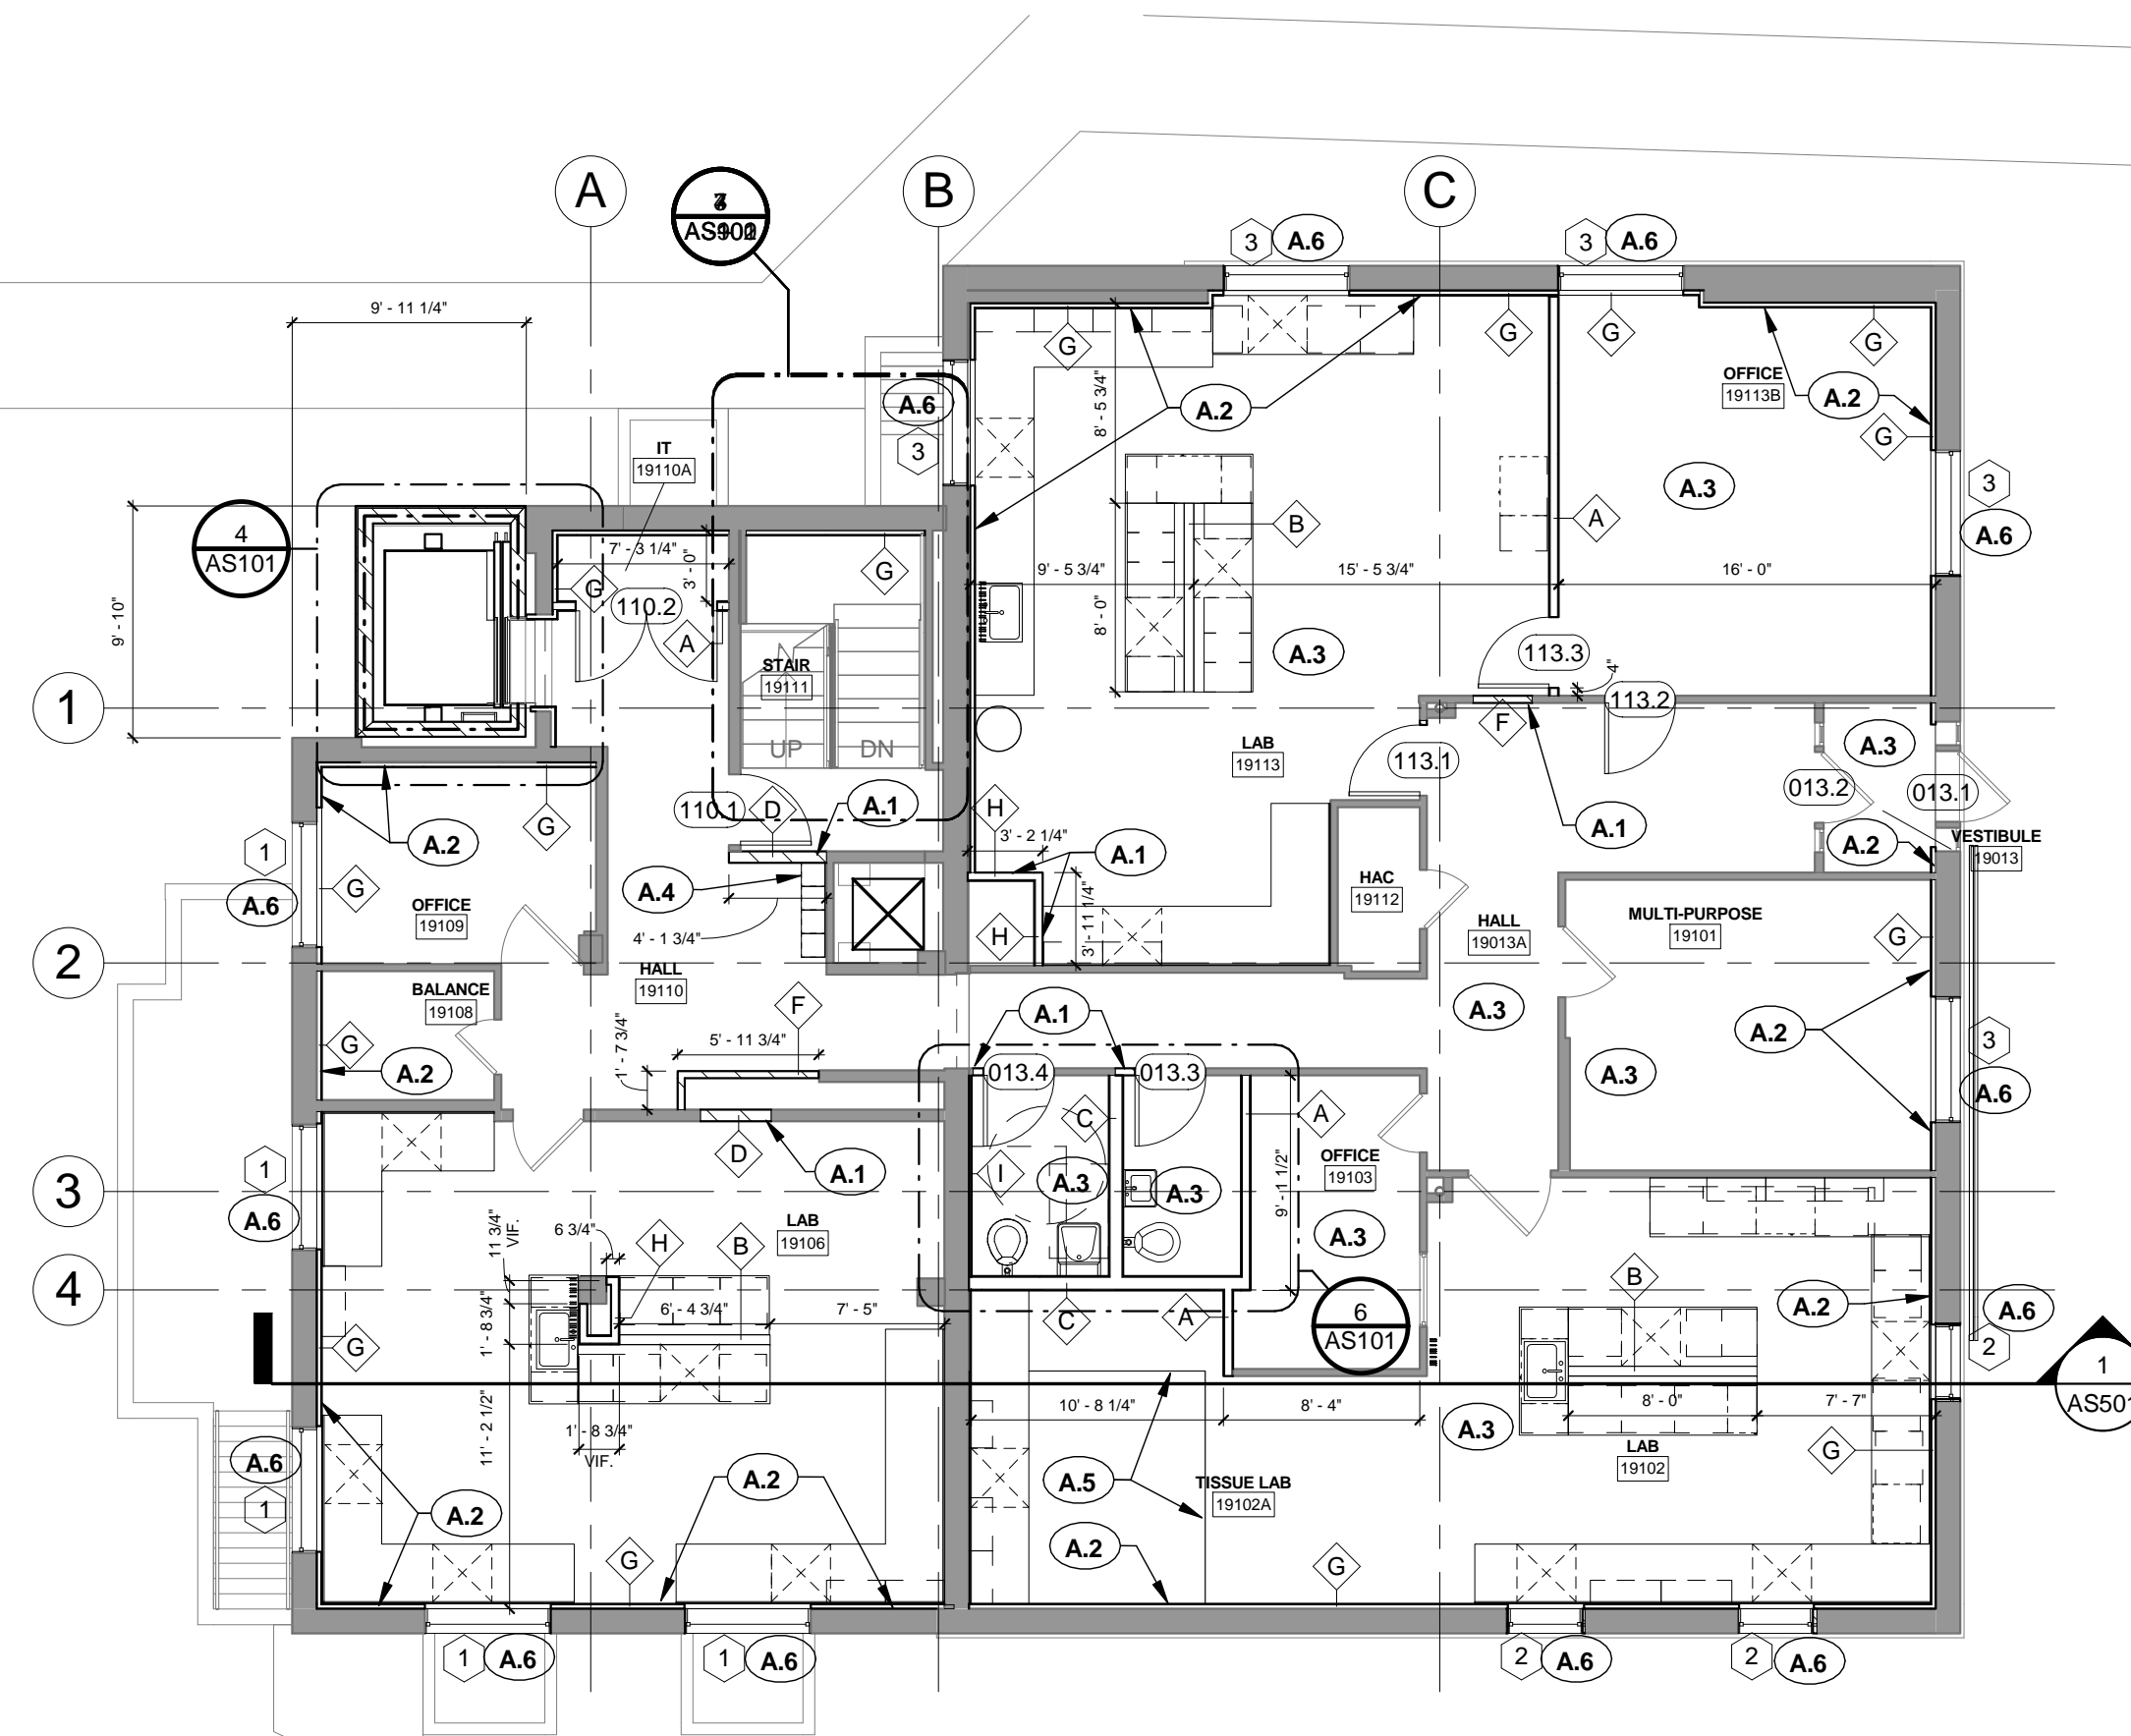 A
B
C
AS
3
A.6
3
A.6
9' - 11 1/4"
G
G
G
G
OFFICE
19113B
A.2
A.2
A.6
3
8' - 5 3/4"
G
IT
19110A
A.3
3
A.6
4
AS101
B
A
7' - 3 1/4"
3' - 0"
G
G
9' - 5 3/4"
15' - 5 3/4"
16' - 0"
110.2
A
8' - 0"
9' - 10"
A.3
113.3
4"
STAIR
19111
113.2
1
F
UP
DN
LAB
19113
A.3
113.1
013.2
013.1
110.1
D
A.1
H
3' - 2 1/4"
A.1
A.1
VESTIBULE
19013
A.2
1
A.2
G
G
A.4
A.6
OFFICE
19109
HAC
19112
HALL
19013A
MULTI-PURPOSE
19101
G
4' - 1 3/4"
H
3' - 11 1/4"
2
HALL
19110
BALANCE
19108
F
A.1
A.3
A.2
3
G
A.2
1' - 7 3/4"
5' - 11 3/4"
013.4
013.3
A.3
A.6
C
A
D
A.1
I
A.3
A.3
OFFICE
19103
9' - 1 1/2"
1
3
A.6
11 3/4"
VIF.
6 3/4"
H
B
LAB
19106
A.3
4
B
A.2
A.6
1' - 8 3/4"
6' - 4 3/4"
7' - 5"
C
A
6
AS101
2
G
1
AS501
10' - 8 1/4"
8' - 4"
8' - 0"
7' - 7"
11' - 2 1/2"
1' - 8 3/4"
VIF.
A.3
LAB
19102
G
A.6
1
A.2
A.2
A.5
TISSUE LAB
19102A
A.2
G
G
1
A.6
1
A.6
2
A.6
2
A.6